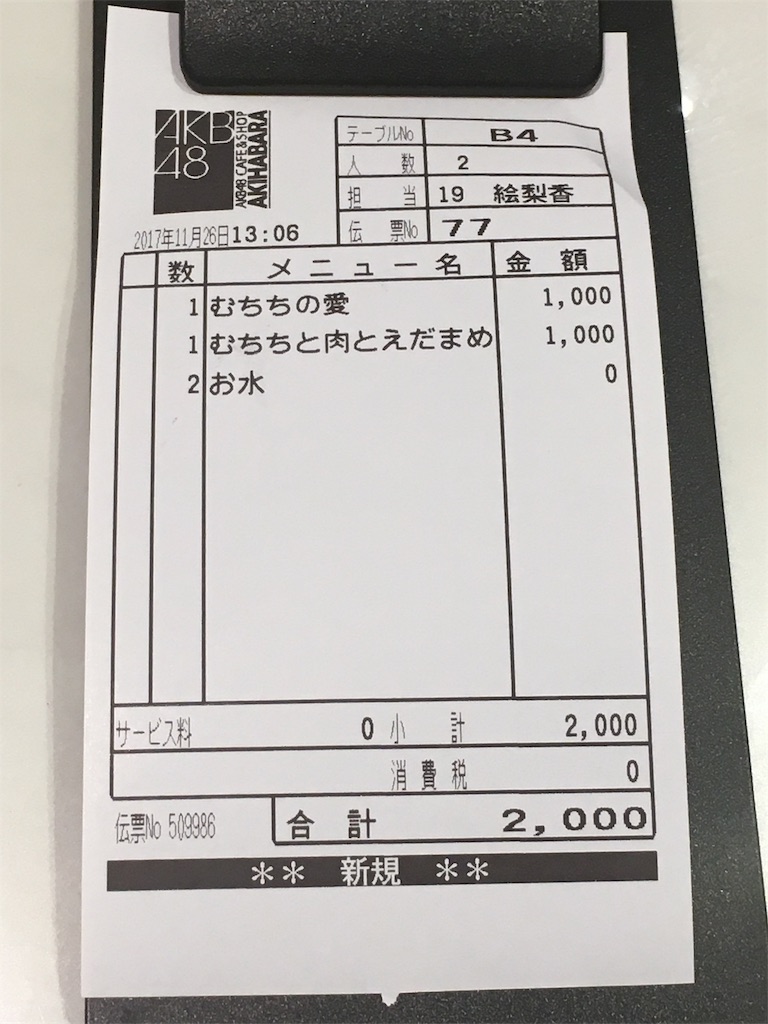 AKB
48
AKB48 CAFE&SHOP
AKIHABARA
テーブルNo B4
人数 2
担当 19 絵梨香
伝票No 77
2017年11月26日13:06
数 メニュー名 金額
1 むちちの愛 1,000
1 むちちと肉とえだまめ 1,000
2 お水 0
サービス料 0 小計 2,000
消費税 0
伝票No 509986 合計 2,000
** 新規 **